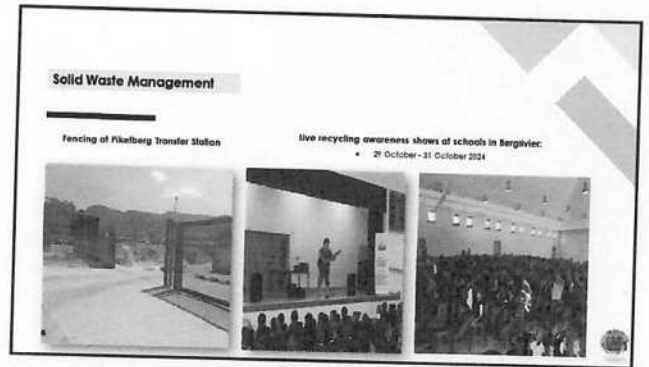 Solid Waste Management
Fencing of Piketberg Transfer Station
Live recycling awareness shows at schools in Bergrivier:
• 29 October - 31 October 2024